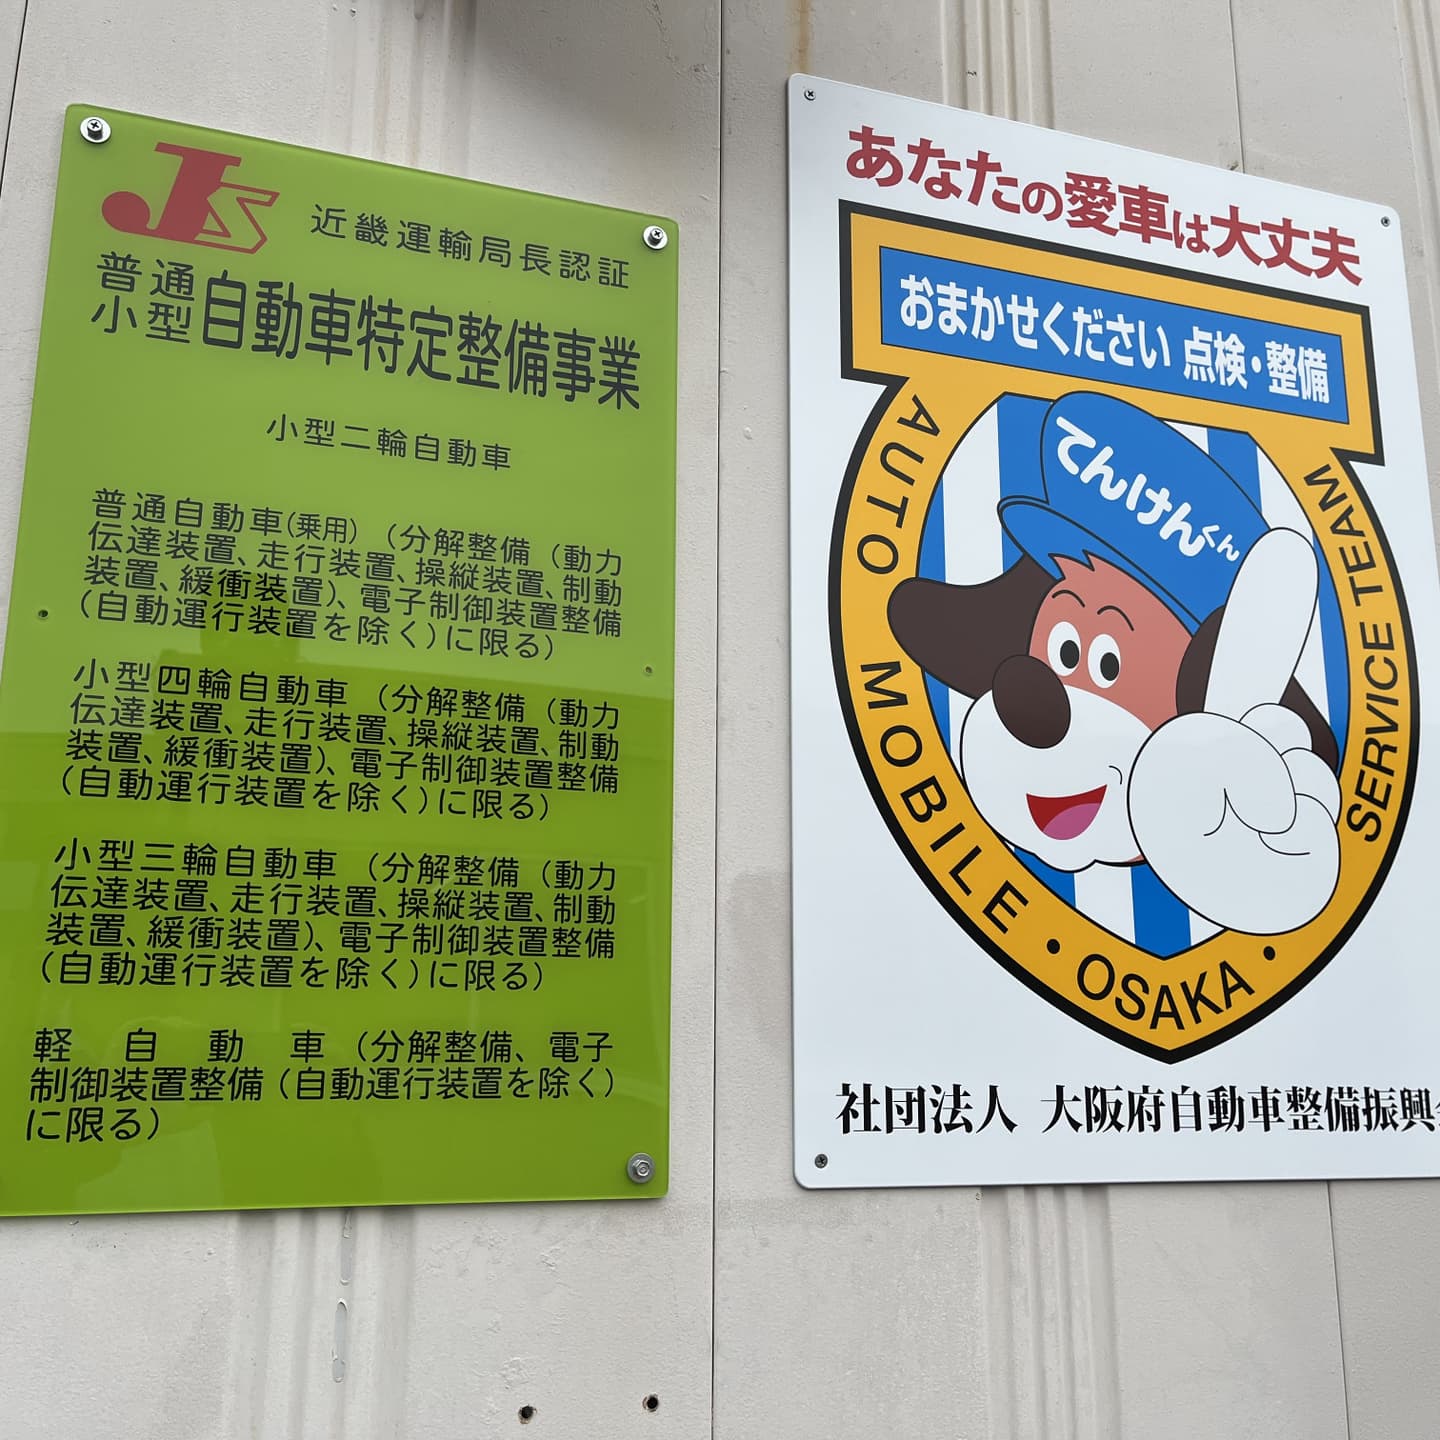 JS
近畿運輸局長認証
普通
小型
自動車特定整備事業
小型二輪自動車
普通自動車(乗用)（分解整備（動力
伝達装置、走行装置、操縦装置、制動
装置、緩衝装置)、電子制御装置整備
（自動運行装置を除く）に限る）
小型四輪自動車（分解整備（動力
伝達装置、走行装置、操縦装置、制動
装置、緩衝装置)、電子制御装置整備
（自動運行装置を除く）に限る）
小型三輪自動車（分解整備（動力
伝達装置、走行装置、操縦装置、制動
装置、緩衝装置)、電子制御装置整備
（自動運行装置を除く）に限る）
軽自動車（分解整備、電子
制御装置整備（自動運行装置を除く）
に限る）
あなたの愛車は大丈夫
おまかせください 点検・整備
てんけんくん
AUTO MOBILE・OSAKA・SERVICE TEAM
社団法人 大阪府自動車整備振興